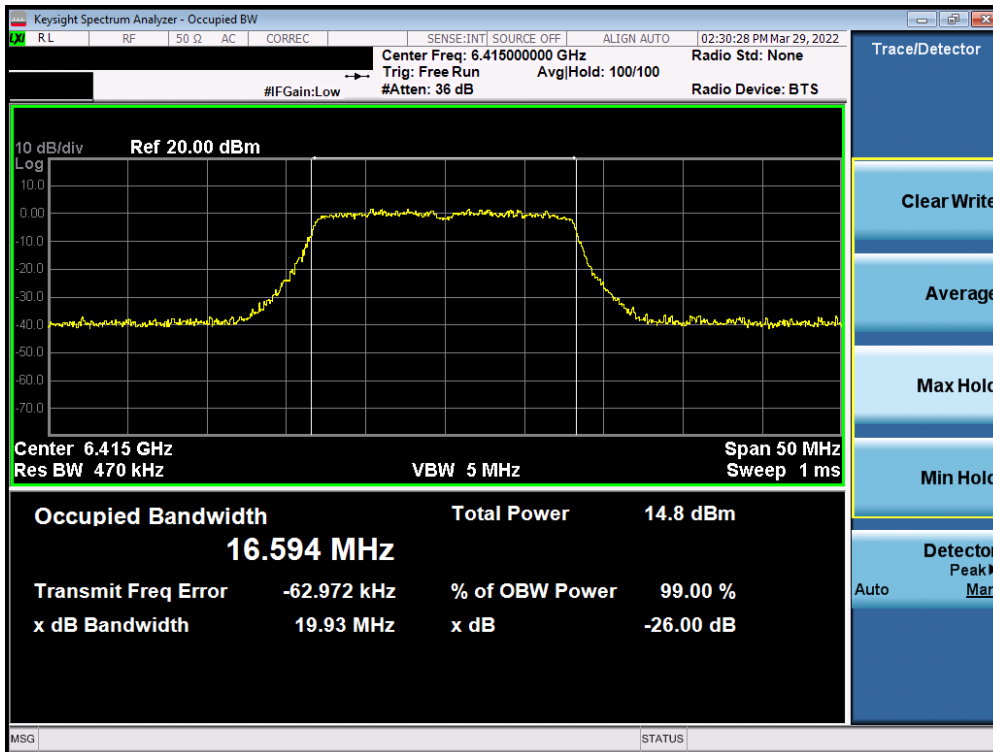 Keysight Spectrum Analyzer - Occupied BW
LXI RL RF 50 Ω AC CORREC SENSE:INT SOURCE OFF ALIGN AUTO 02:30:28 PM Mar 29, 2022
Center Freq: 6.415000000 GHz Radio Std: None
Trig: Free Run Avg|Hold: 100/100
#IFGain:Low #Atten: 36 dB Radio Device: BTS
Trace/Detector
10 dB/div Ref 20.00 dBm
Log
10.0
0.00
-10.0
-20.0
-30.0
-40.0
-50.0
-60.0
-70.0
Center 6.415 GHz Span 50 MHz
Res BW 470 kHz VBW 5 MHz Sweep 1 ms
Occupied Bandwidth Total Power 14.8 dBm
16.594 MHz
Transmit Freq Error -62.972 kHz % of OBW Power 99.00 %
x dB Bandwidth 19.93 MHz x dB -26.00 dB
Clear Write
Average
Max Hold
Min Hold
Detector
Peak
Auto Man
MSG STATUS